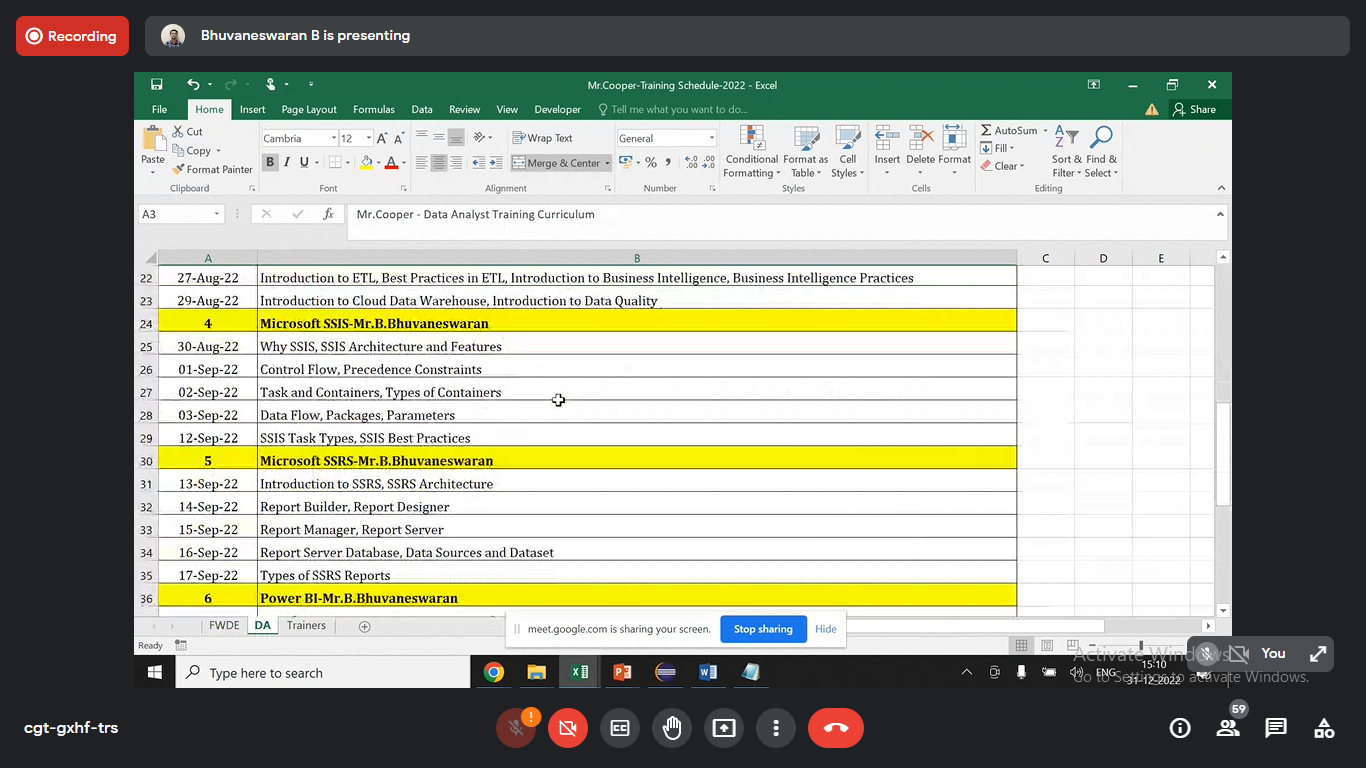 Recording
Bhuvaneswaran B is presenting
Mr.Cooper-Training Schedule-2022 - Excel
File Home Insert Page Layout Formulas Data Review View Developer Tell me what you want to do... Share
Cut
Copy
Format Painter
Paste
Clipboard
Cambria 12
B I U
Font
Wrap Text
Merge & Center
Alignment
General
Number
Conditional Formatting
Format as Table
Cell Styles
Styles
Insert Delete Format
Cells
AutoSum
Fill
Clear
Sort & Filter
Find & Select
Editing
A3 fx Mr.Cooper - Data Analyst Training Curriculum
A B C D E
22 27-Aug-22 Introduction to ETL, Best Practices in ETL, Introduction to Business Intelligence, Business Intelligence Practices
23 29-Aug-22 Introduction to Cloud Data Warehouse, Introduction to Data Quality
24 4 Microsoft SSIS-Mr.B.Bhuvaneswaran
25 30-Aug-22 Why SSIS, SSIS Architecture and Features
26 01-Sep-22 Control Flow, Precedence Constraints
27 02-Sep-22 Task and Containers, Types of Containers
28 03-Sep-22 Data Flow, Packages, Parameters
29 12-Sep-22 SSIS Task Types, SSIS Best Practices
30 5 Microsoft SSRS-Mr.B.Bhuvaneswaran
31 13-Sep-22 Introduction to SSRS, SSRS Architecture
32 14-Sep-22 Report Builder, Report Designer
33 15-Sep-22 Report Manager, Report Server
34 16-Sep-22 Report Server Database, Data Sources and Dataset
35 17-Sep-22 Types of SSRS Reports
36 6 Power BI-Mr.B.Bhuvaneswaran
FWDE DA Trainers
meet.google.com is sharing your screen. Stop sharing Hide
Ready
Activate Windows
Go to Settings to activate Windows.
You
Type here to search
ENG
15:10
31-12-2022
cgt-gxhf-trs
59